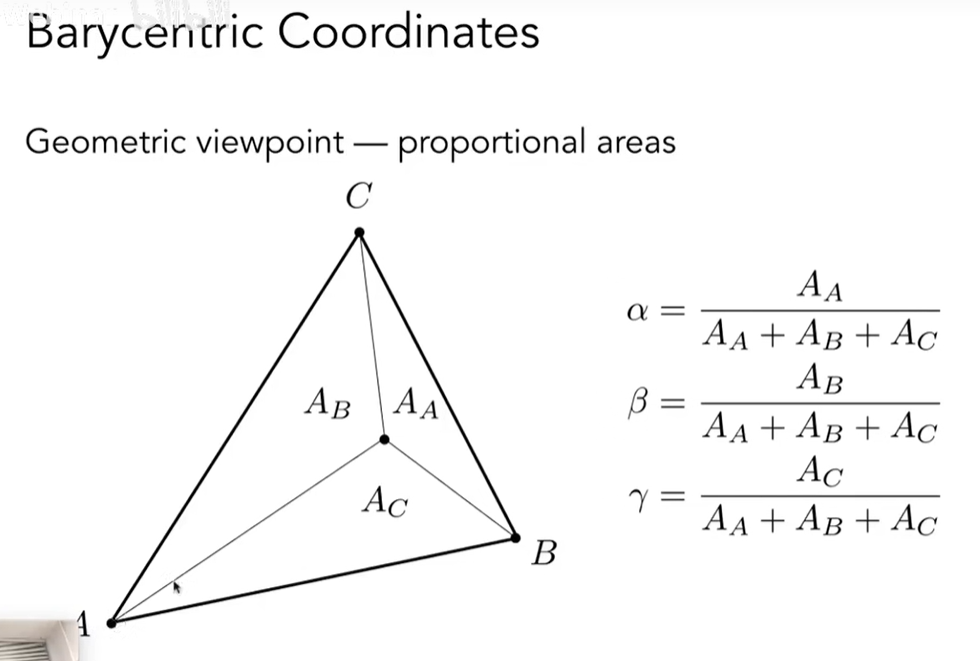 Barycentric Coordinates
Geometric viewpoint — proportional areas
C
α = A_A / (A_A + A_B + A_C)
β = A_B / (A_A + A_B + A_C)
γ = A_C / (A_A + A_B + A_C)
A_B A_A
A_C
B
A